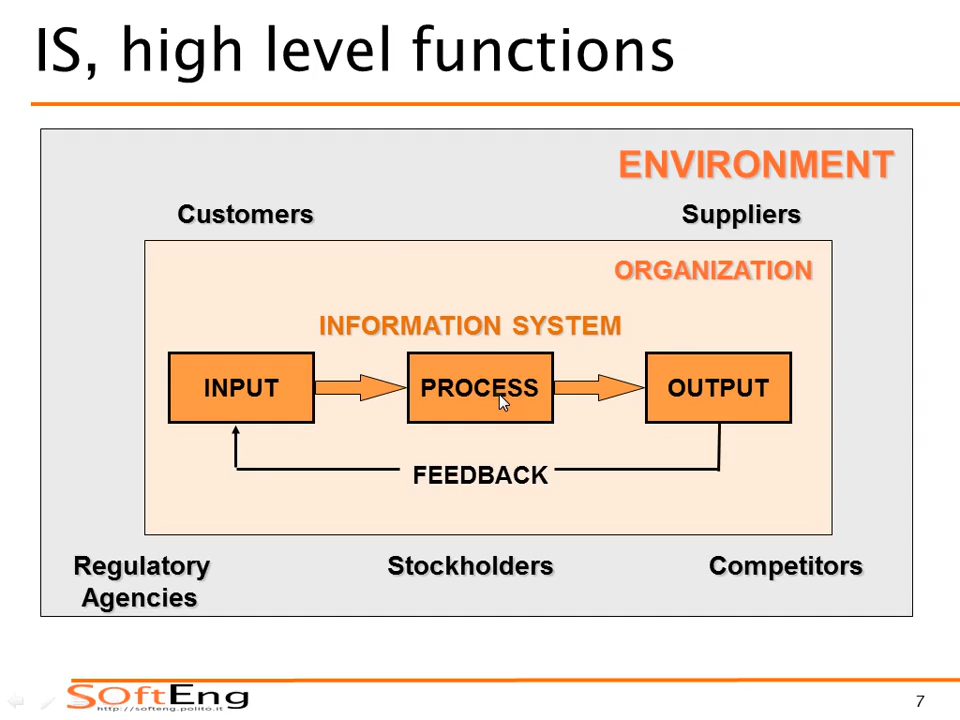 IS, high level functions
ENVIRONMENT
Customers
Suppliers
ORGANIZATION
INFORMATION SYSTEM
INPUT
PROCESS
OUTPUT
FEEDBACK
Regulatory
Agencies
Stockholders
Competitors
SOftEng
http://softeng.polito.it
7